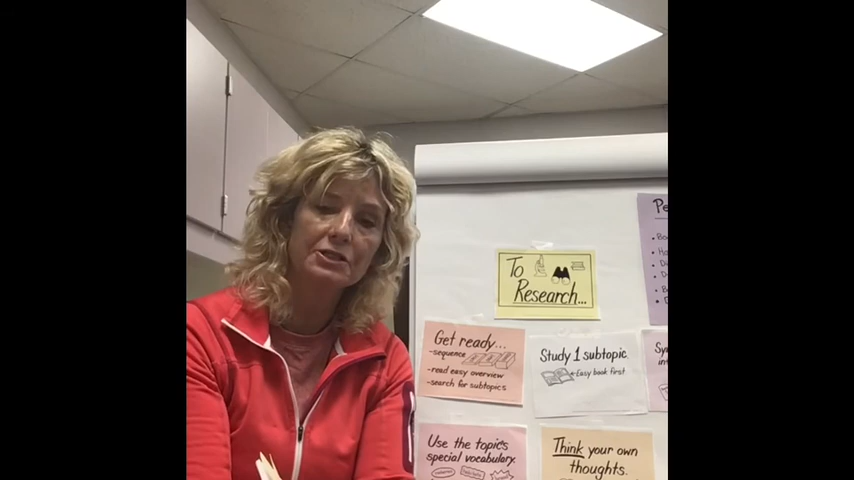 To
Research...
Get ready...
-sequence
-read easy overview
-search for subtopics
Study 1 subtopic
Easy book first
Use the topic's
special vocabulary.
Think your own
thoughts.